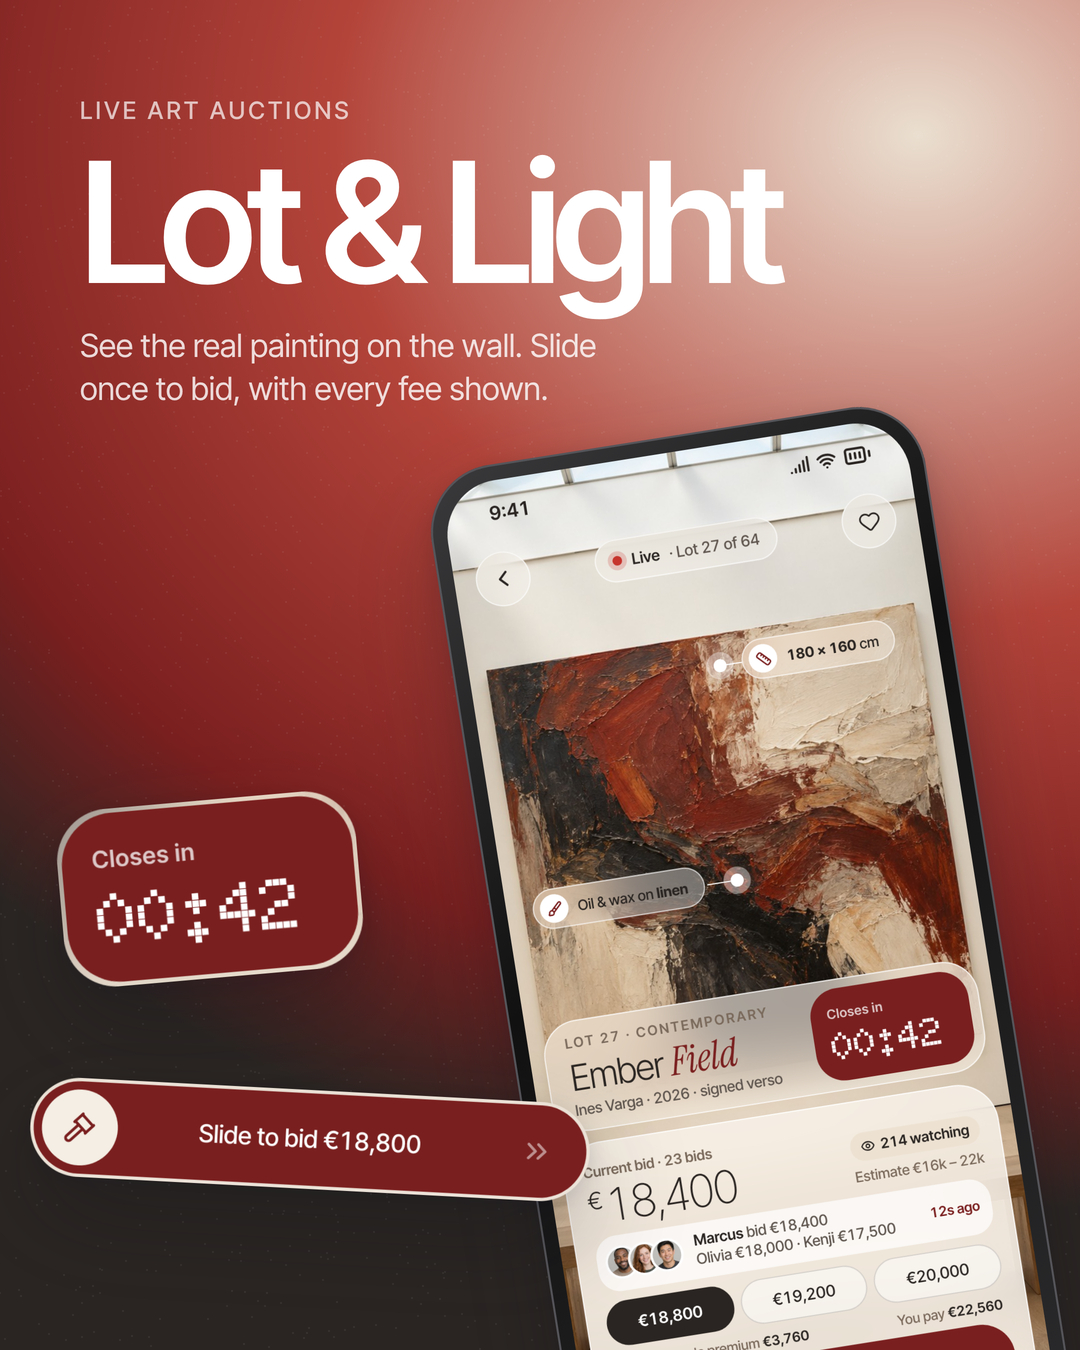 LIVE ART AUCTIONS
Lot & Light
See the real painting on the wall. Slide
once to bid, with every fee shown.
9:41
Live · Lot 27 of 64
180 × 160 cm
Oil & wax on linen
Closes in
00:42
LOT 27 · CONTEMPORARY
Ember Field
Ines Varga · 2026 · signed verso
Closes in
00:42
Slide to bid €18,800
Current bid · 23 bids
€18,400
214 watching
Estimate €16k – 22k
Marcus bid €18,400
Olivia €18,000 · Kenji €17,500
12s ago
€18,800
€19,200
€20,000
premium €3,760
You pay €22,560